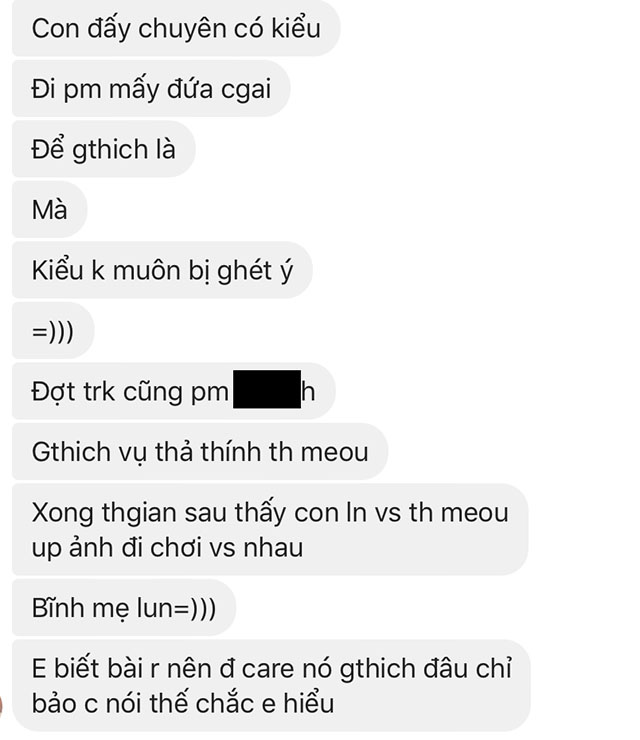 Con đấy chuyên có kiểu
Đi pm mấy đứa cgai
Để gthich là
Mà
Kiểu k muôn bị ghét ý
=)))
Đợt trk cũng pm h
Gthich vụ thả thính th meou
Xong thgian sau thấy con ln vs th meou
up ảnh đi chơi vs nhau
Bĩnh mẹ lun=)))
E biết bài r nên đ care nó gthich đâu chỉ
bảo c nói thế chắc e hiểu